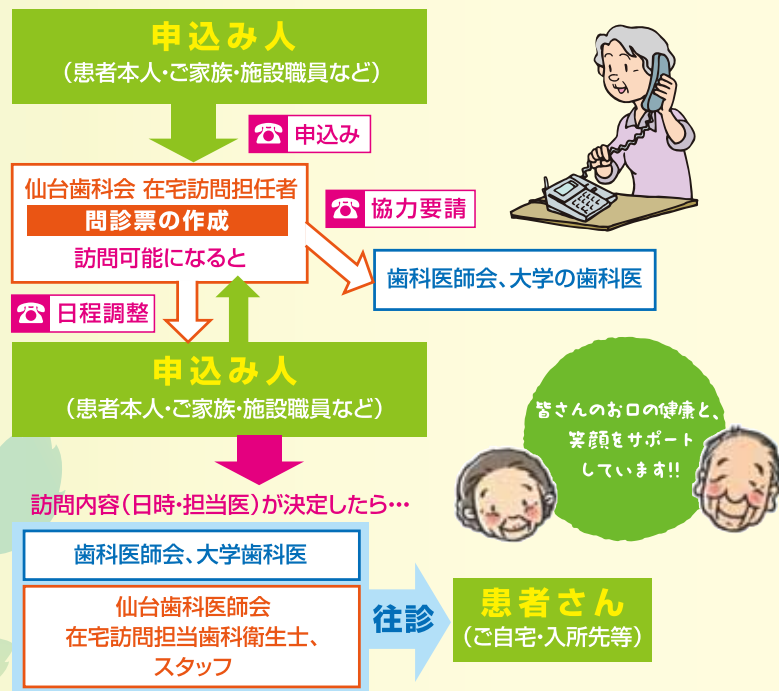 申込み人
（患者本人・ご家族・施設職員など）
申込み
仙台歯科会 在宅訪問担任者
問診票の作成
訪問可能になると
協力要請
歯科医師会、大学の歯科医
日程調整
申込み人
（患者本人・ご家族・施設職員など）
皆さんのお口の健康と、
笑顔をサポート
しています!!
訪問内容（日時・担当医）が決定したら…
歯科医師会、大学歯科医
仙台歯科医師会
在宅訪問担当歯科衛生士、
スタッフ
往診
患者さん
（ご自宅・入所先等）